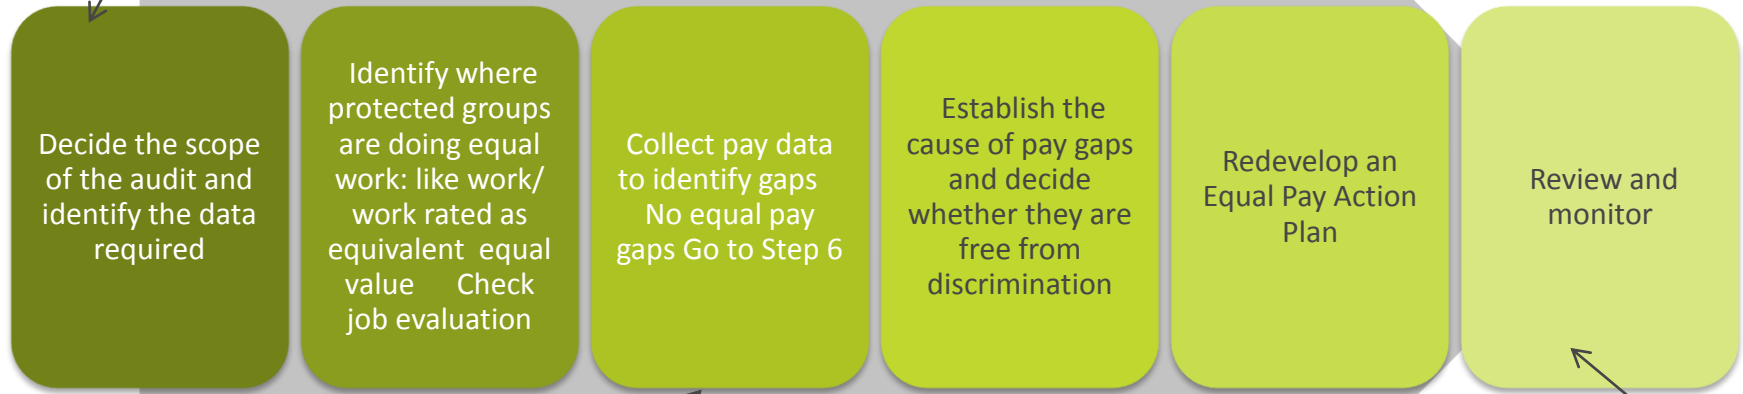 Decide the scope
of the audit and
identify the data
required
Identify where
protected groups
are doing equal
work: like work/
work rated as
equivalent equal
value Check
job evaluation
Collect pay data
to identify gaps
No equal pay
gaps Go to Step 6
Establish the
cause of pay gaps
and decide
whether they are
free from
discrimination
Redevelop an
Equal Pay Action
Plan
Review and
monitor